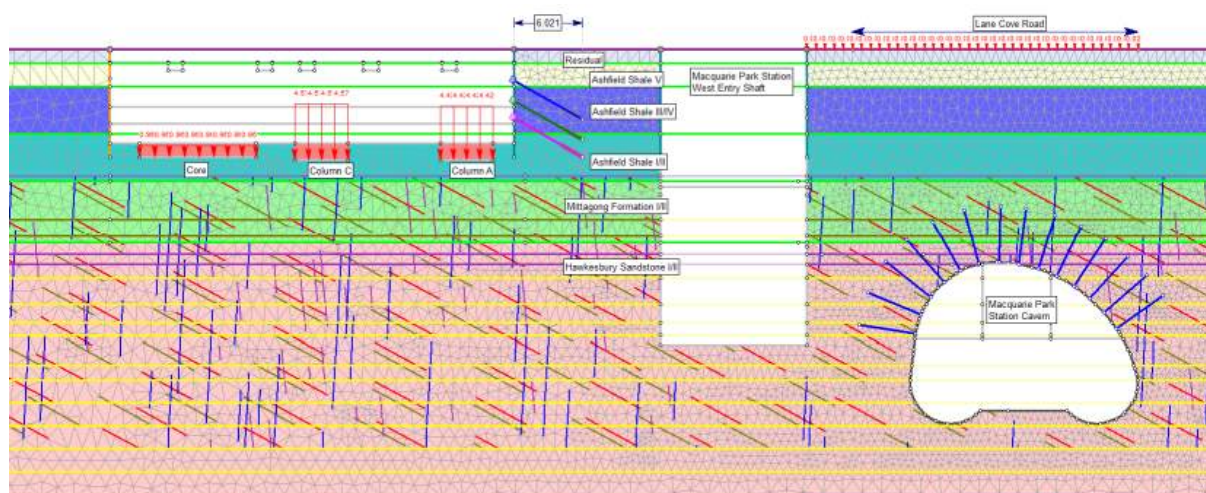 6.021
Lane Cove Road
Residual
Ashfield Shale V
Macquarie Park Station
West Entry Shaft
Ashfield Shale III/IV
Ashfield Shale I/II
Core
Column C
Column A
Mittagong Formation I/II
Hawkesbury Sandstone I/II
Macquarie Park
Station Cavern